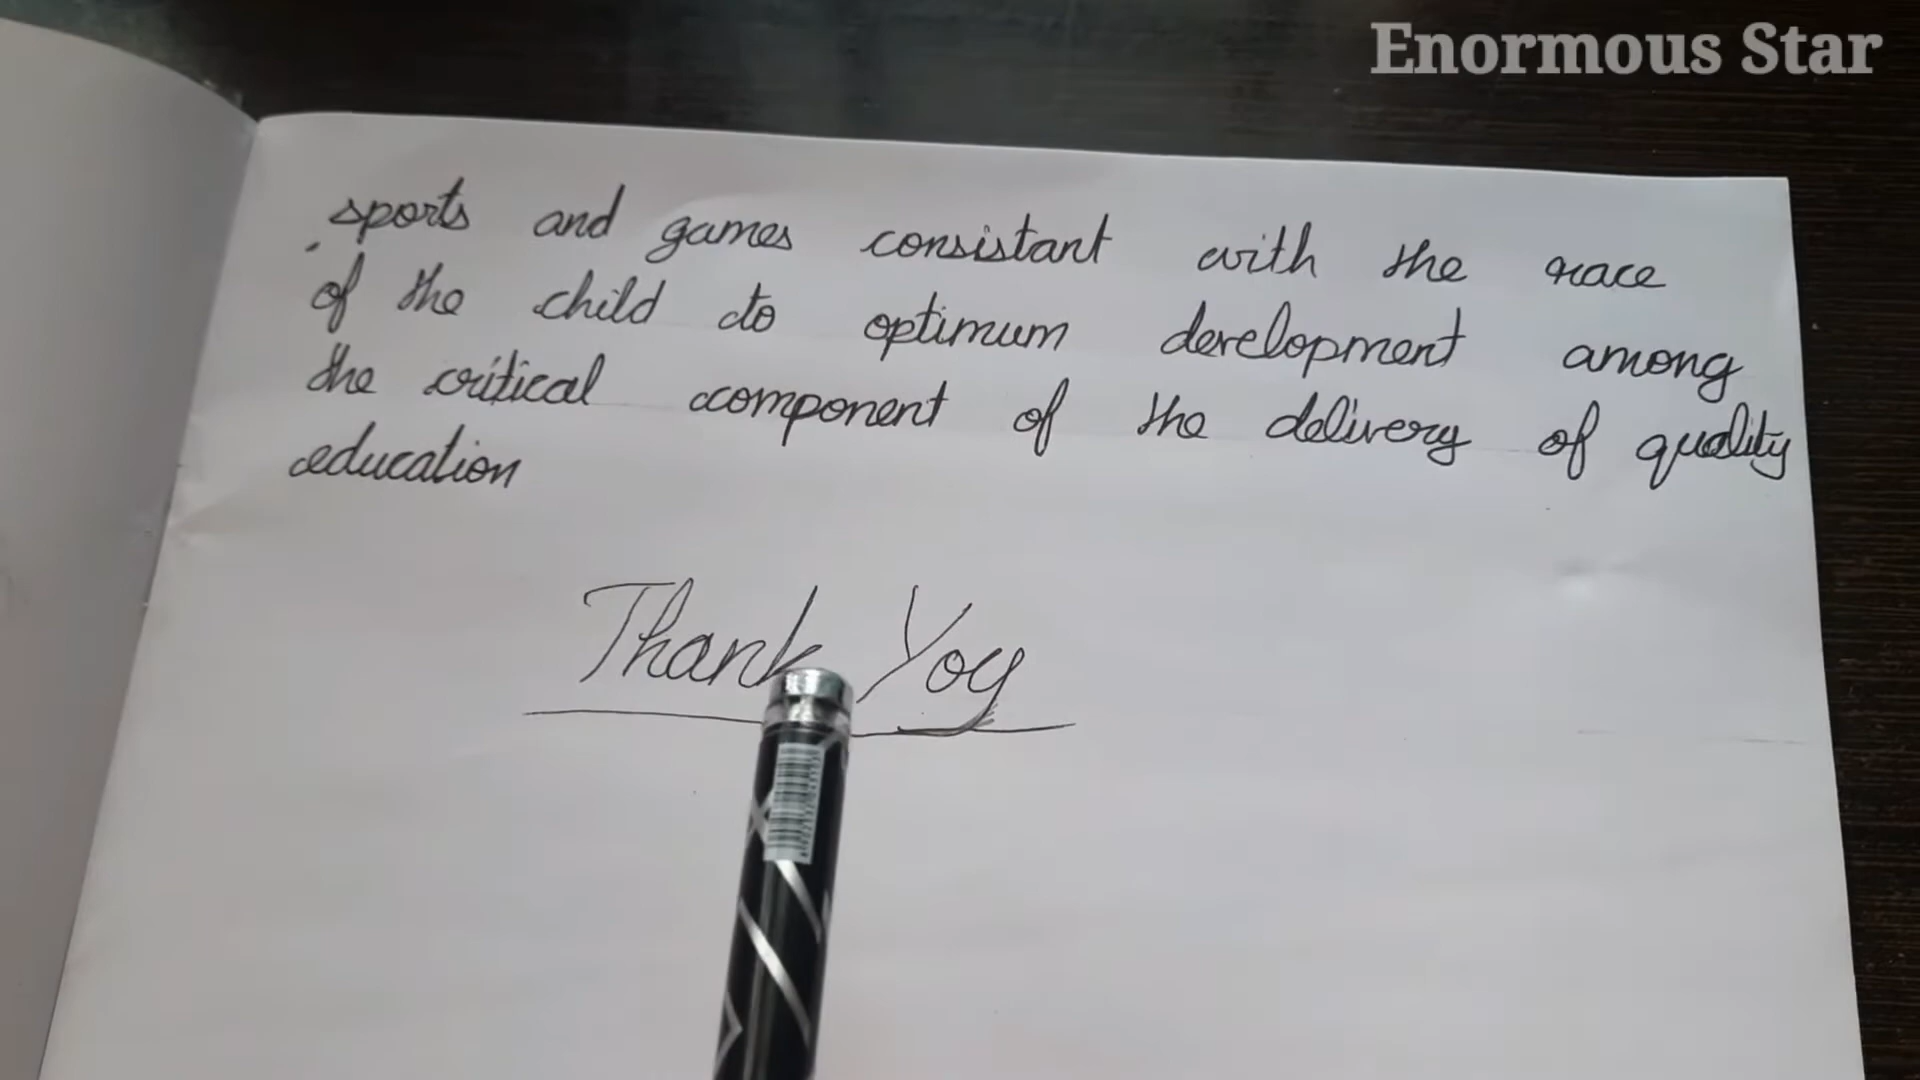 Enormous Star
sports and games consistant with the race
of the child to optimum development among
the critical component of the delivery of quality
education
Thank You